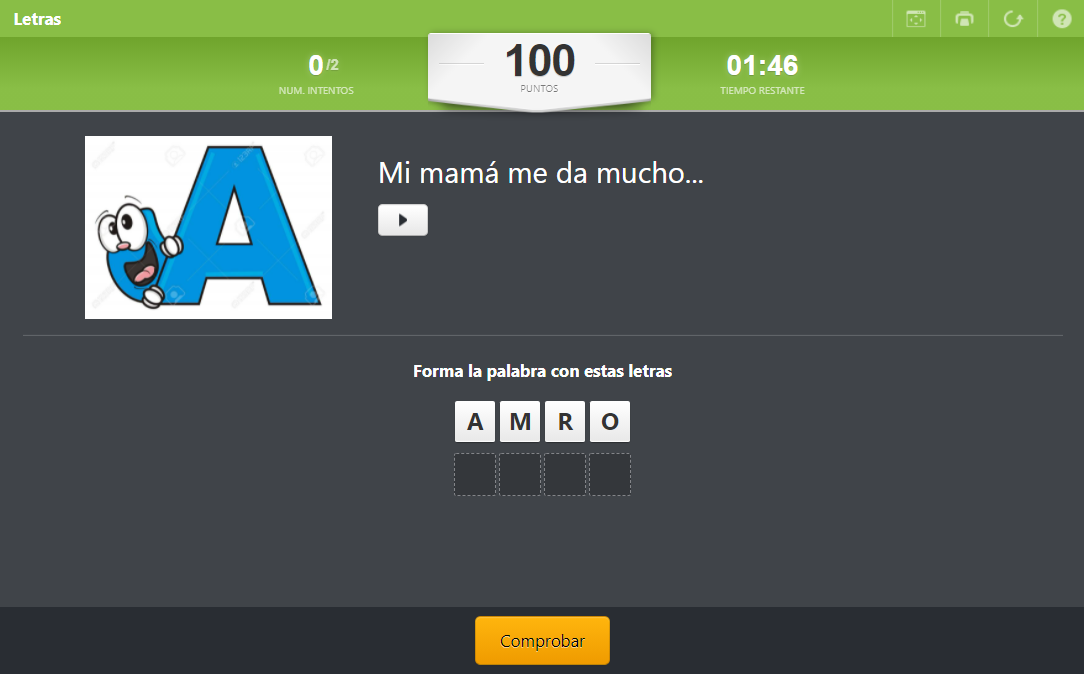 Letras
0/2
NUM. INTENTOS
100
PUNTOS
01:46
TIEMPO RESTANTE
A
Mi mamá me da mucho...
Forma la palabra con estas letras
A M R O
Comprobar